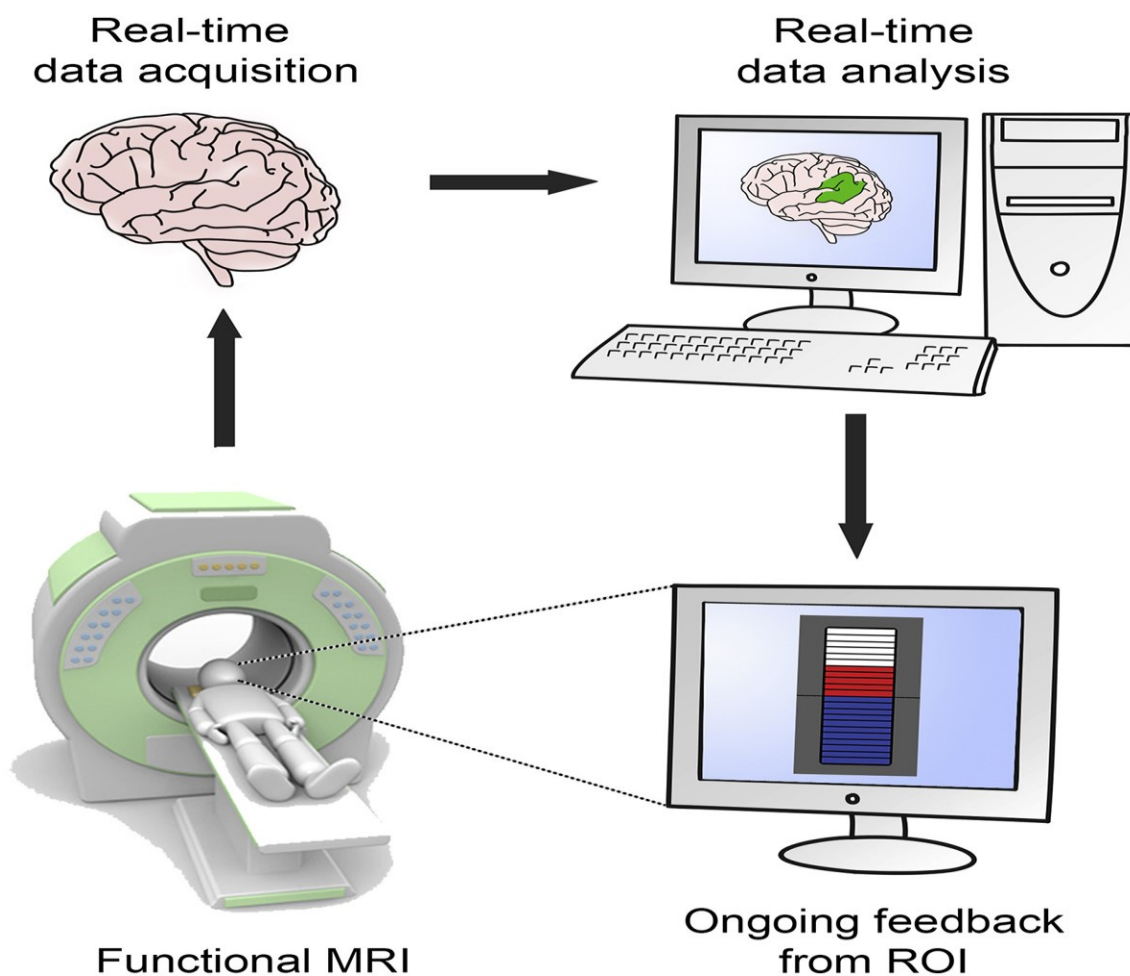 Real-time
data acquisition
Real-time
data analysis
Functional MRI
Ongoing feedback
from ROI